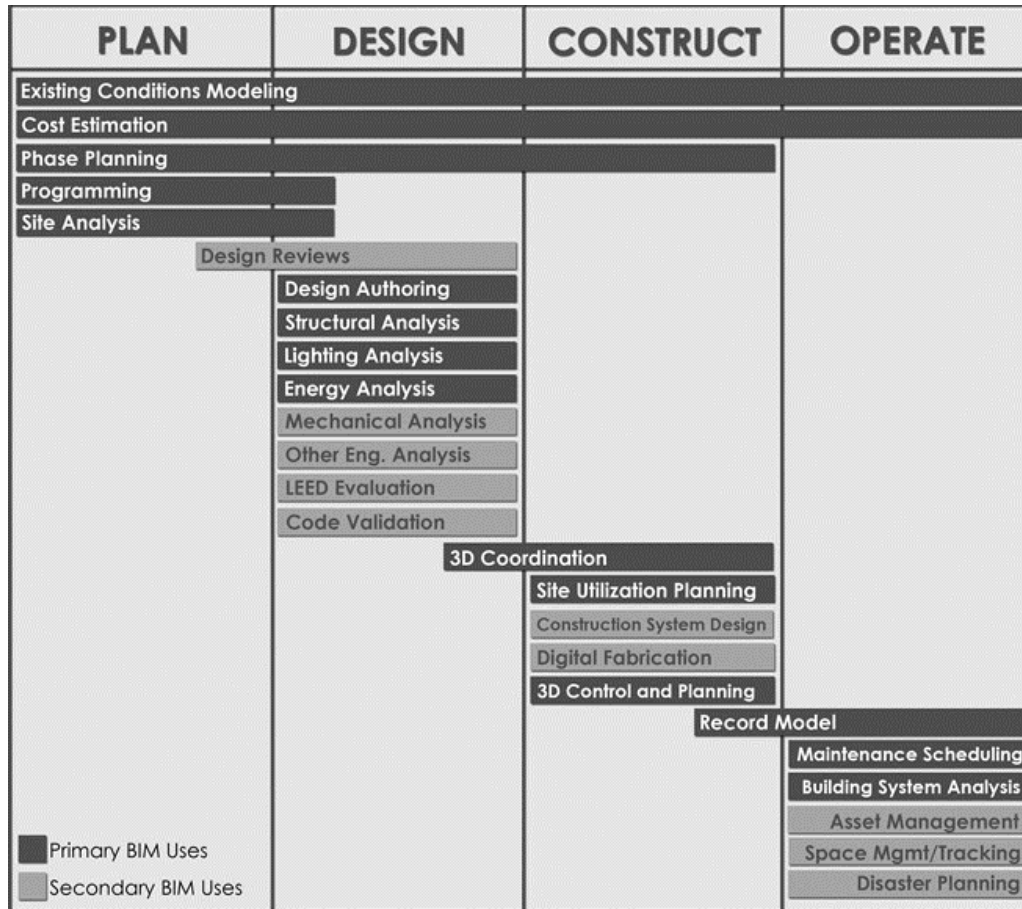 PLAN DESIGN CONSTRUCT OPERATE
Existing Conditions Modeling
Cost Estimation
Phase Planning
Programming
Site Analysis
Design Reviews
Design Authoring
Structural Analysis
Lighting Analysis
Energy Analysis
Mechanical Analysis
Other Eng. Analysis
LEED Evaluation
Code Validation
3D Coordination
Site Utilization Planning
Construction System Design
Digital Fabrication
3D Control and Planning
Record Model
Maintenance Scheduling
Building System Analysis
Asset Management
Space Mgmt/Tracking
Disaster Planning
Primary BIM Uses
Secondary BIM Uses